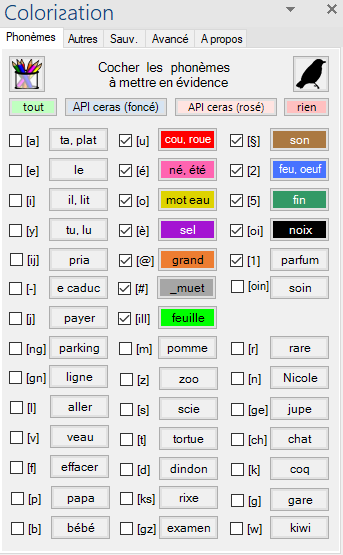 Colorization
Phonèmes Autres Sauv. Avancé A propos
Cocher les phonèmes
à mettre en évidence
tout API ceras (foncé) API ceras (rosé) rien
[a] ta, plat [u] cou, roue [§] son
[e] le [é] né, été [2] feu, oeuf
[i] il, lit [o] mot eau [5] fin
[y] tu, lu [è] sel [oi] noix
[ij] pria [@] grand [1] parfum
[-] e caduc [#] _muet [oin] soin
[j] payer [ill] feuille
[ng] parking [m] pomme [r] rare
[gn] ligne [z] zoo [n] Nicole
[l] aller [s] scie [ge] jupe
[v] veau [t] tortue [ch] chat
[f] effacer [d] dindon [k] coq
[p] papa [ks] rixe [g] gare
[b] bébé [gz] examen [w] kiwi